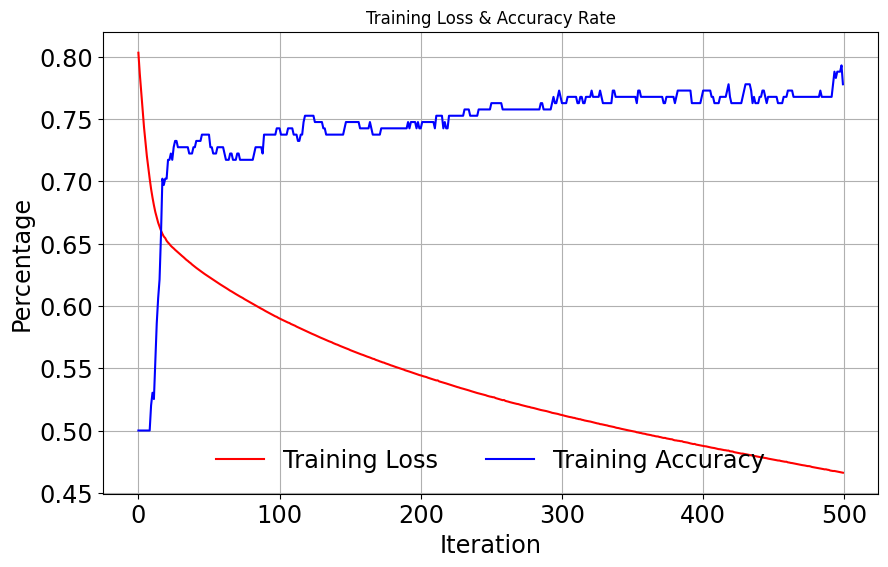 Training Loss & Accuracy Rate
Percentage
0.80
0.75
0.70
0.65
0.60
0.55
0.50
0.45
Training Loss
Training Accuracy
0
100
200
300
400
500
Iteration